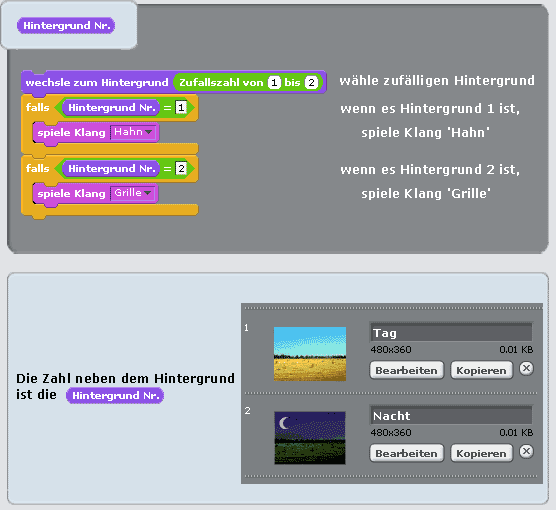 Hintergrund Nr.
wechsle zum Hintergrund Zufallszahl von 1 bis 2
wähle zufälligen Hintergrund
falls Hintergrund Nr. = 1
wenn es Hintergrund 1 ist,
spiele Klang Hahn
spiele Klang 'Hahn'
falls Hintergrund Nr. = 2
wenn es Hintergrund 2 ist,
spiele Klang Grille
spiele Klang 'Grille'
Die Zahl neben dem Hintergrund
ist die Hintergrund Nr.
1
Tag
480x360 0.01 KB
Bearbeiten Kopieren
2
Nacht
480x360 0.01 KB
Bearbeiten Kopieren